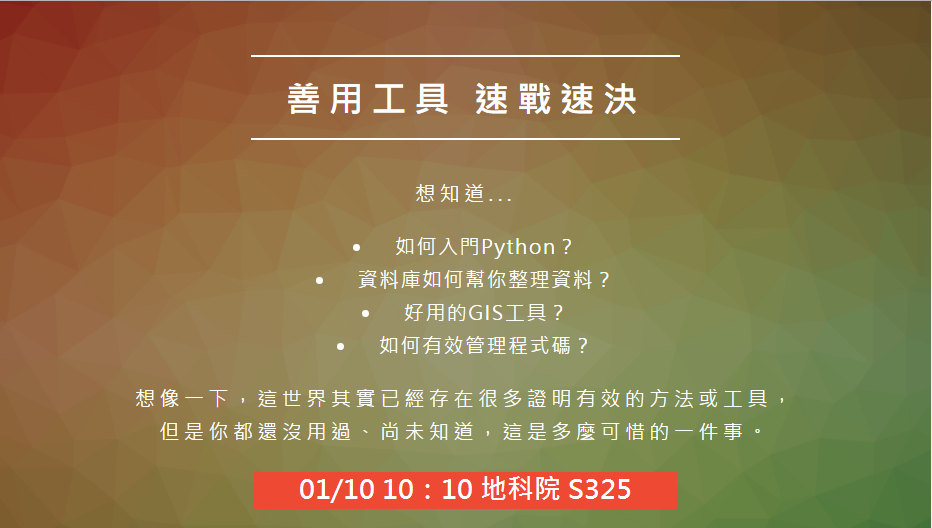 善用工具 速戰速決
想知道...
• 如何入門Python？
• 資料庫如何幫你整理資料？
• 好用的GIS工具？
• 如何有效管理程式碼？
想像一下，這世界其實已經存在很多證明有效的方法或工具，
但是你都還沒用過、尚未知道，這是多麼可惜的一件事。
01/10 10：10 地科院 S325